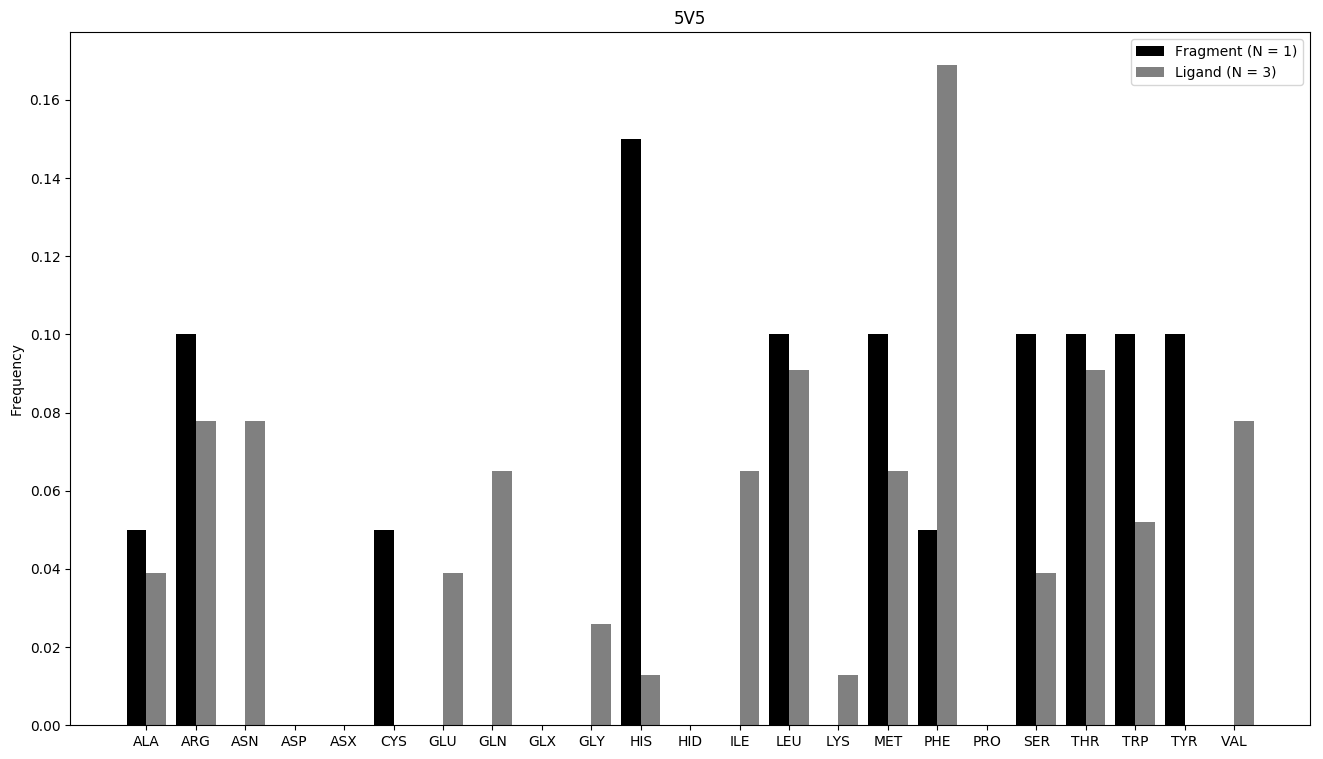 5V5
Fragment (N = 1)
Ligand (N = 3)
Frequency
0.16
0.14
0.12
0.10
0.08
0.06
0.04
0.02
0.00
ALA ARG ASN ASP ASX CYS GLU GLN GLX GLY HIS HID ILE LEU LYS MET PHE PRO SER THR TRP TYR VAL